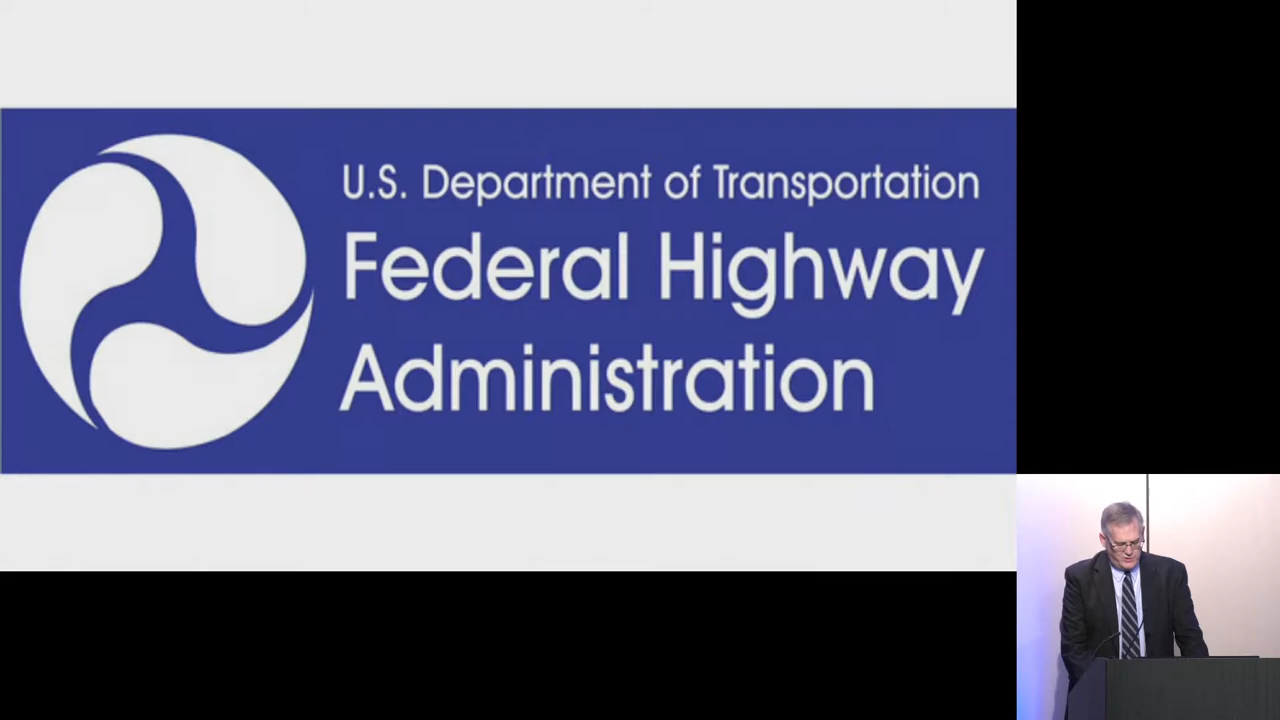 U.S. Department of Transportation
Federal Highway
Administration